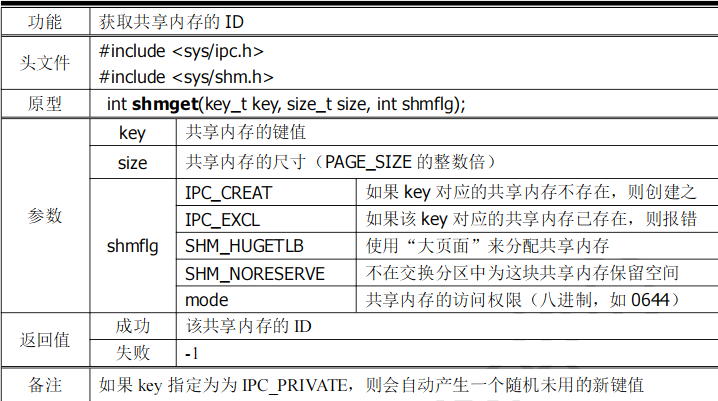 功能 获取共享内存的 ID
头文件 #include <sys/ipc.h>
#include <sys/shm.h>
原型 int shmget(key_t key, size_t size, int shmflg);
参数 key 共享内存的键值
size 共享内存的尺寸（PAGE_SIZE 的整数倍）
shmflg IPC_CREAT 如果 key 对应的共享内存不存在，则创建之
IPC_EXCL 如果该 key 对应的共享内存已存在，则报错
SHM_HUGETLB 使用“大页面”来分配共享内存
SHM_NORESERVE 不在交换分区中为这块共享内存保留空间
mode 共享内存的访问权限（八进制，如 0644）
返回值 成功 该共享内存的 ID
失败 -1
备注 如果 key 指定为为 IPC_PRIVATE，则会自动产生一个随机未用的新键值